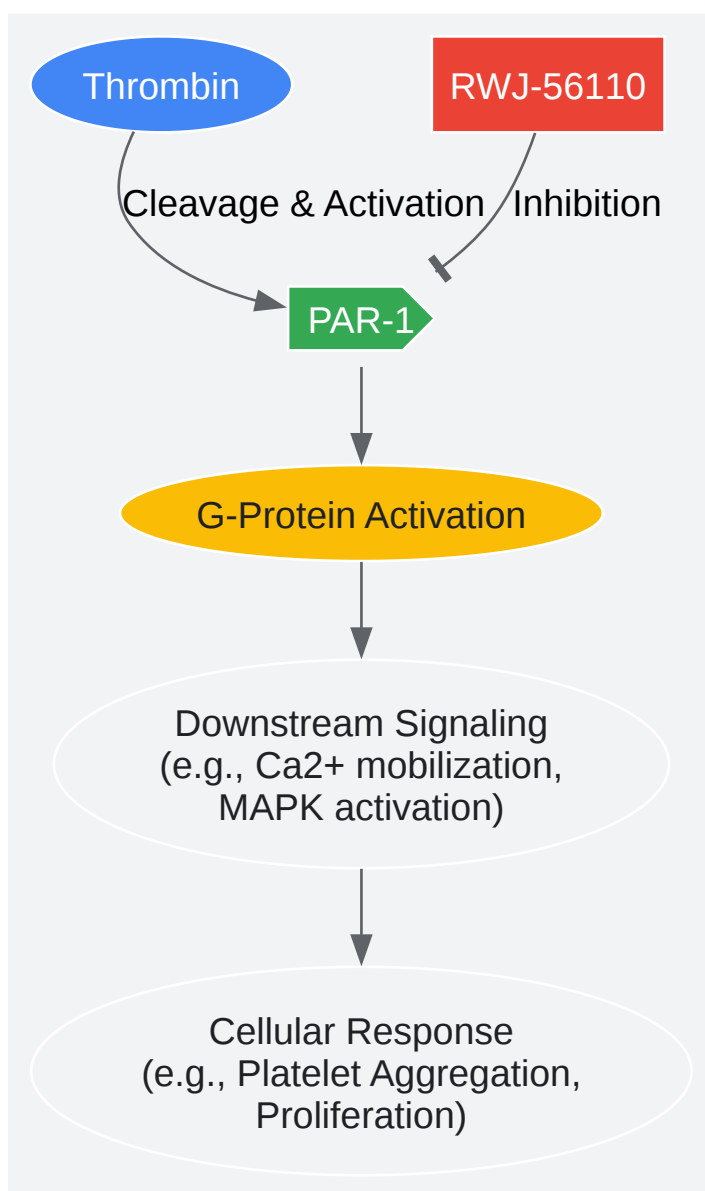 Thrombin
RWJ-56110
Cleavage & Activation
Inhibition
PAR-1
G-Protein Activation
Downstream Signaling
(e.g., Ca2+ mobilization,
MAPK activation)
Cellular Response
(e.g., Platelet Aggregation,
Proliferation)